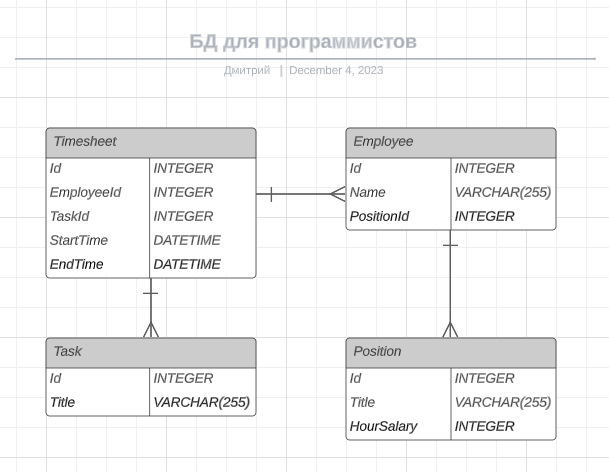 БД для программистов
Дмитрий | December 4, 2023
Timesheet
Id INTEGER
EmployeeId INTEGER
TaskId INTEGER
StartTime DATETIME
EndTime DATETIME
Employee
Id INTEGER
Name VARCHAR(255)
PositionId INTEGER
Task
Id INTEGER
Title VARCHAR(255)
Position
Id INTEGER
Title VARCHAR(255)
HourSalary INTEGER